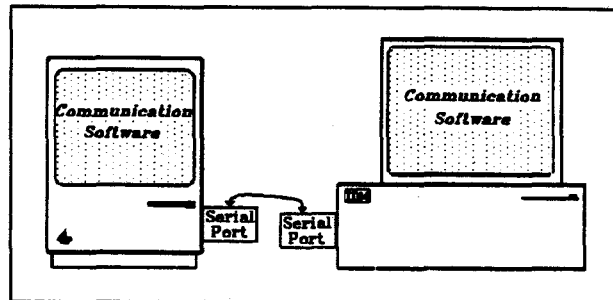 Communication
Software
Communication
Software
Serial
Port
Serial
Port